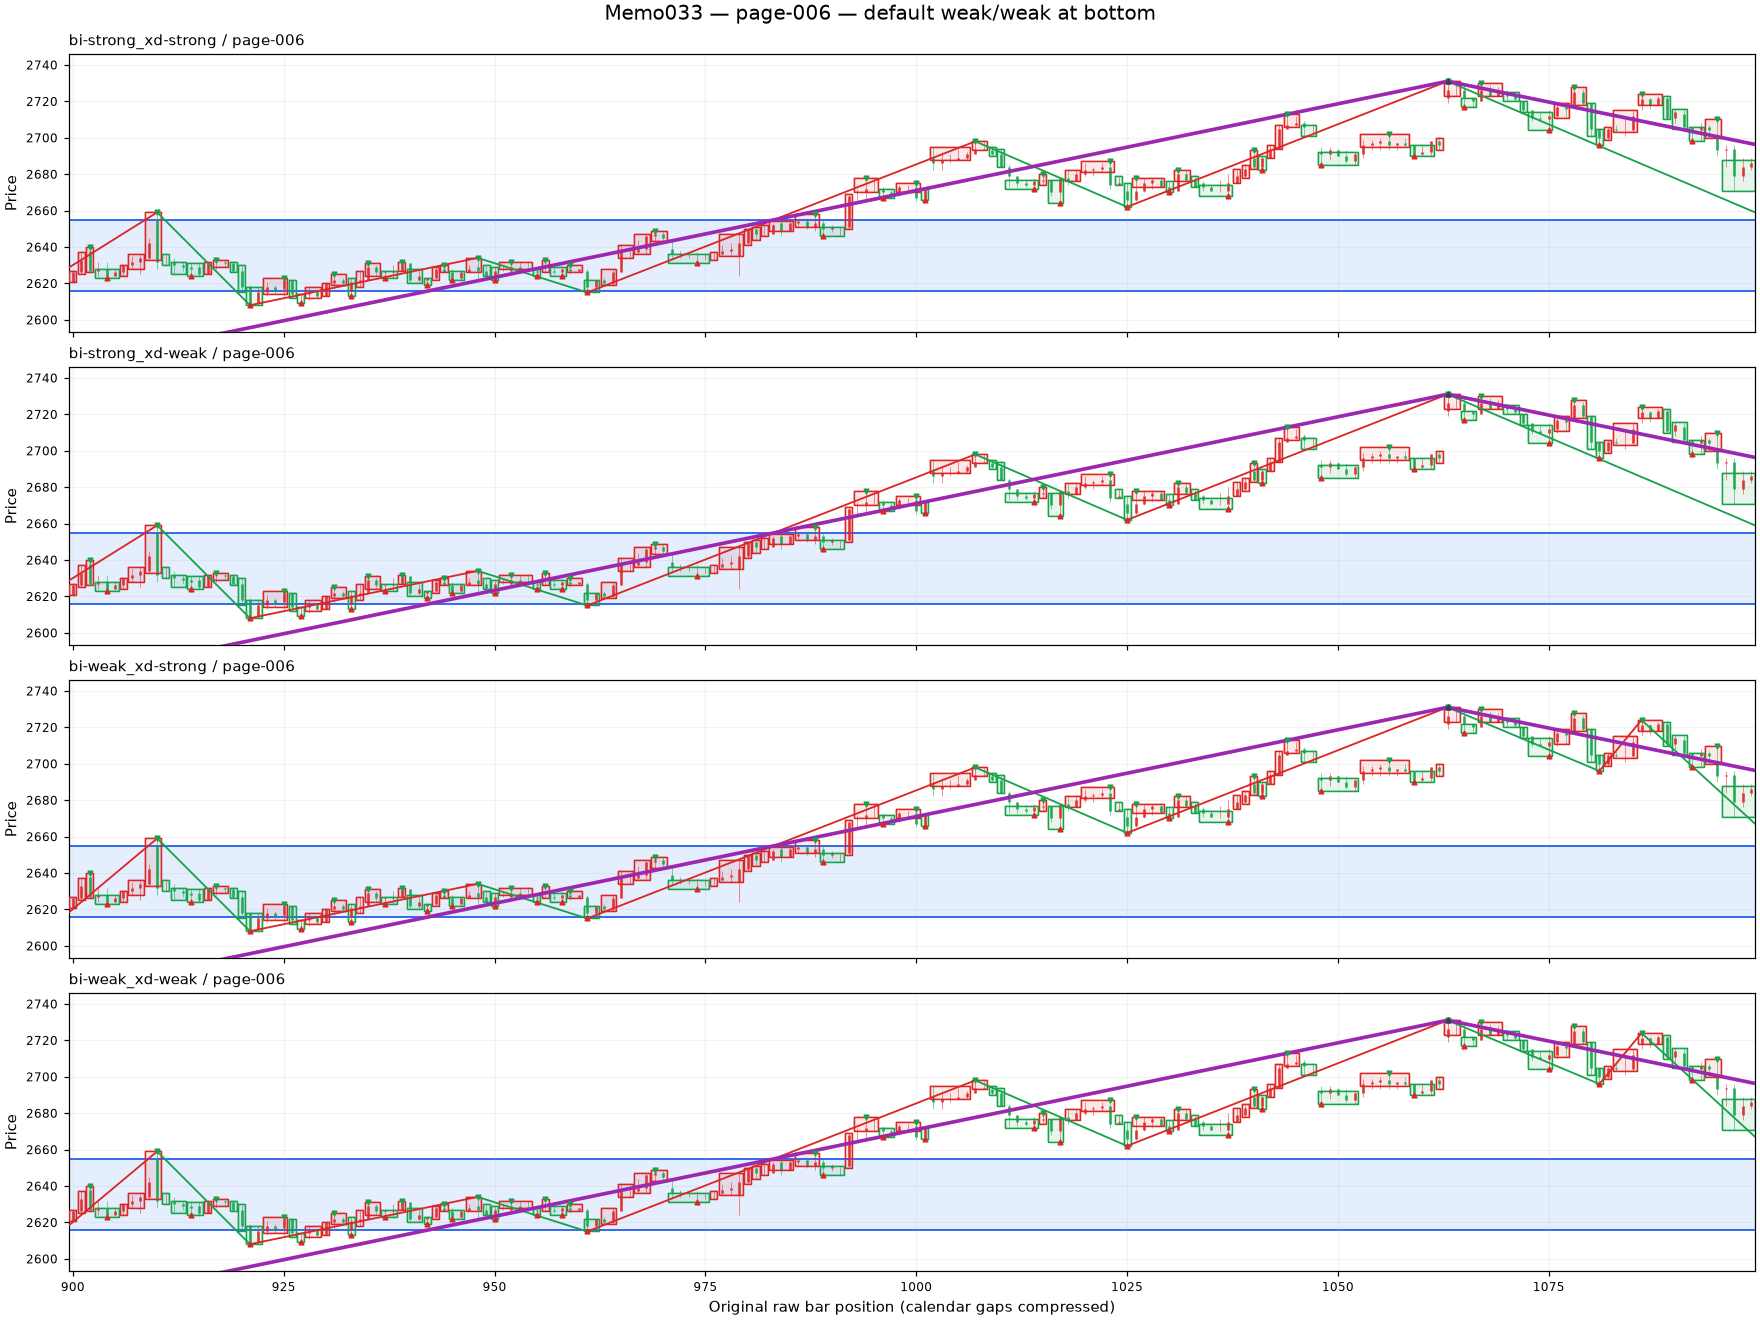 Memo033 — page-006 — default weak/weak at bottom
bi-strong_xd-strong / page-006
2740
2720
2700
2680
2660
2640
2620
2600
Price
bi-strong_xd-weak / page-006
2740
2720
2700
2680
2660
2640
2620
2600
Price
bi-weak_xd-strong / page-006
2740
2720
2700
2680
2660
2640
2620
2600
Price
bi-weak_xd-weak / page-006
2740
2720
2700
2680
2660
2640
2620
2600
Price
900 925 950 975 1000 1025 1050 1075
Original raw bar position (calendar gaps compressed)